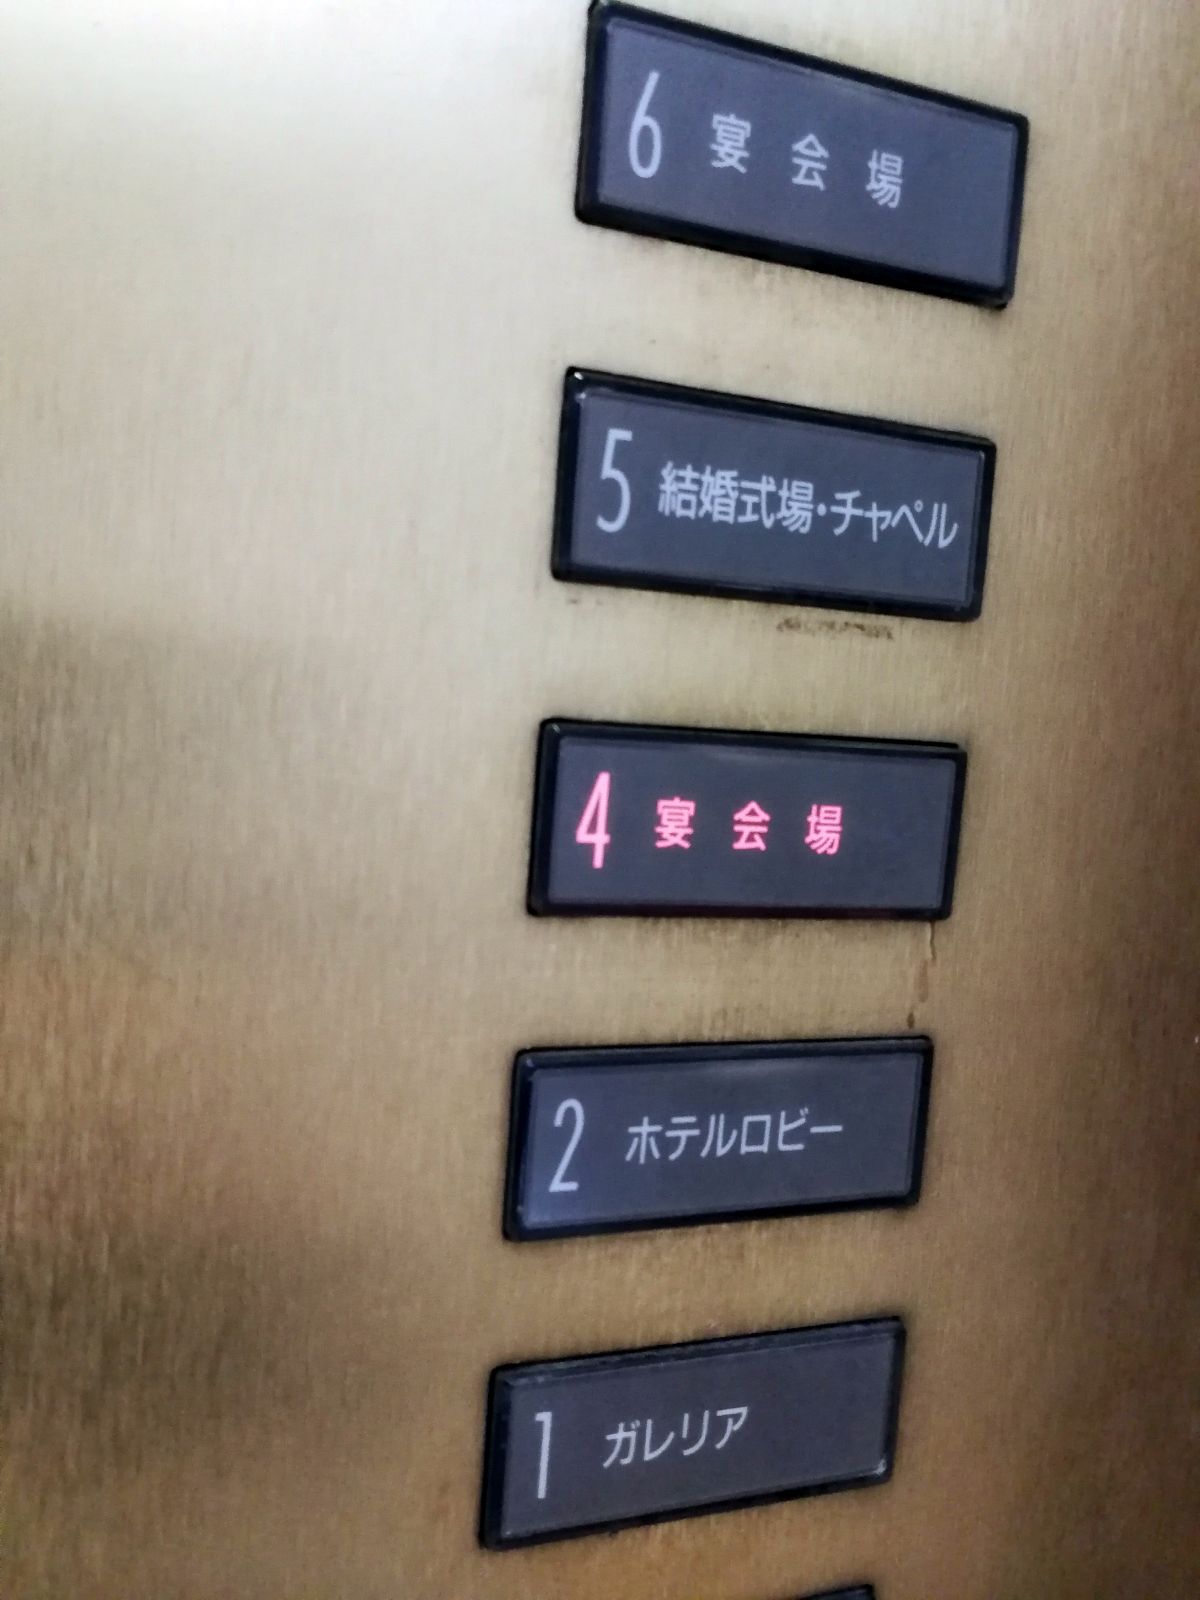 6 宴会場
5 結婚式場・チャペル
4 宴会場
2 ホテルロビー
1 ガレリア